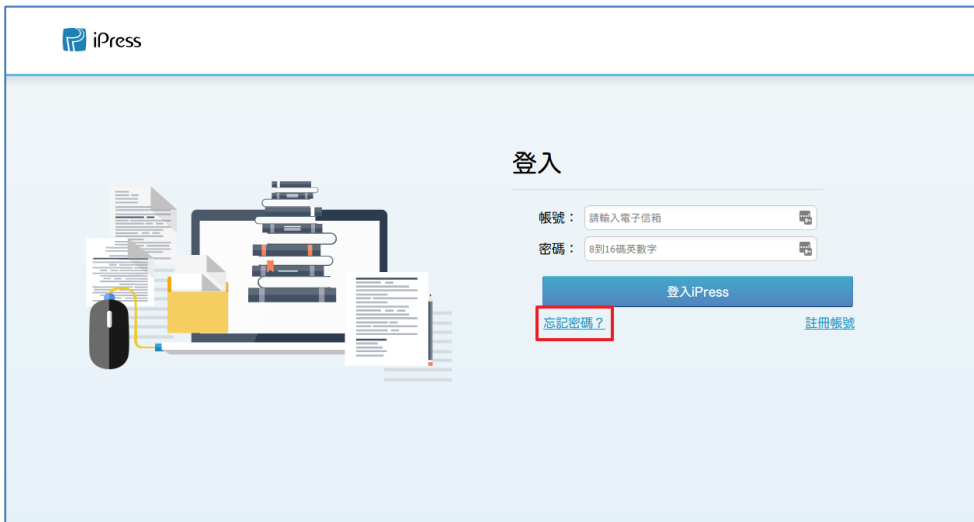 iPress
登入
帳號： 請輸入電子信箱
密碼： 8到16碼英數字
登入iPress
忘記密碼？ 註冊帳號